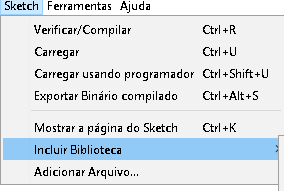 Sketch Ferramentas Ajuda
Verificar/Compilar Ctrl+R
Carregar Ctrl+U
Carregar usando programador Ctrl+Shift+U
Exportar Binário compilado Ctrl+Alt+S
Mostrar a página do Sketch Ctrl+K
Incluir Biblioteca
Adicionar Arquivo...